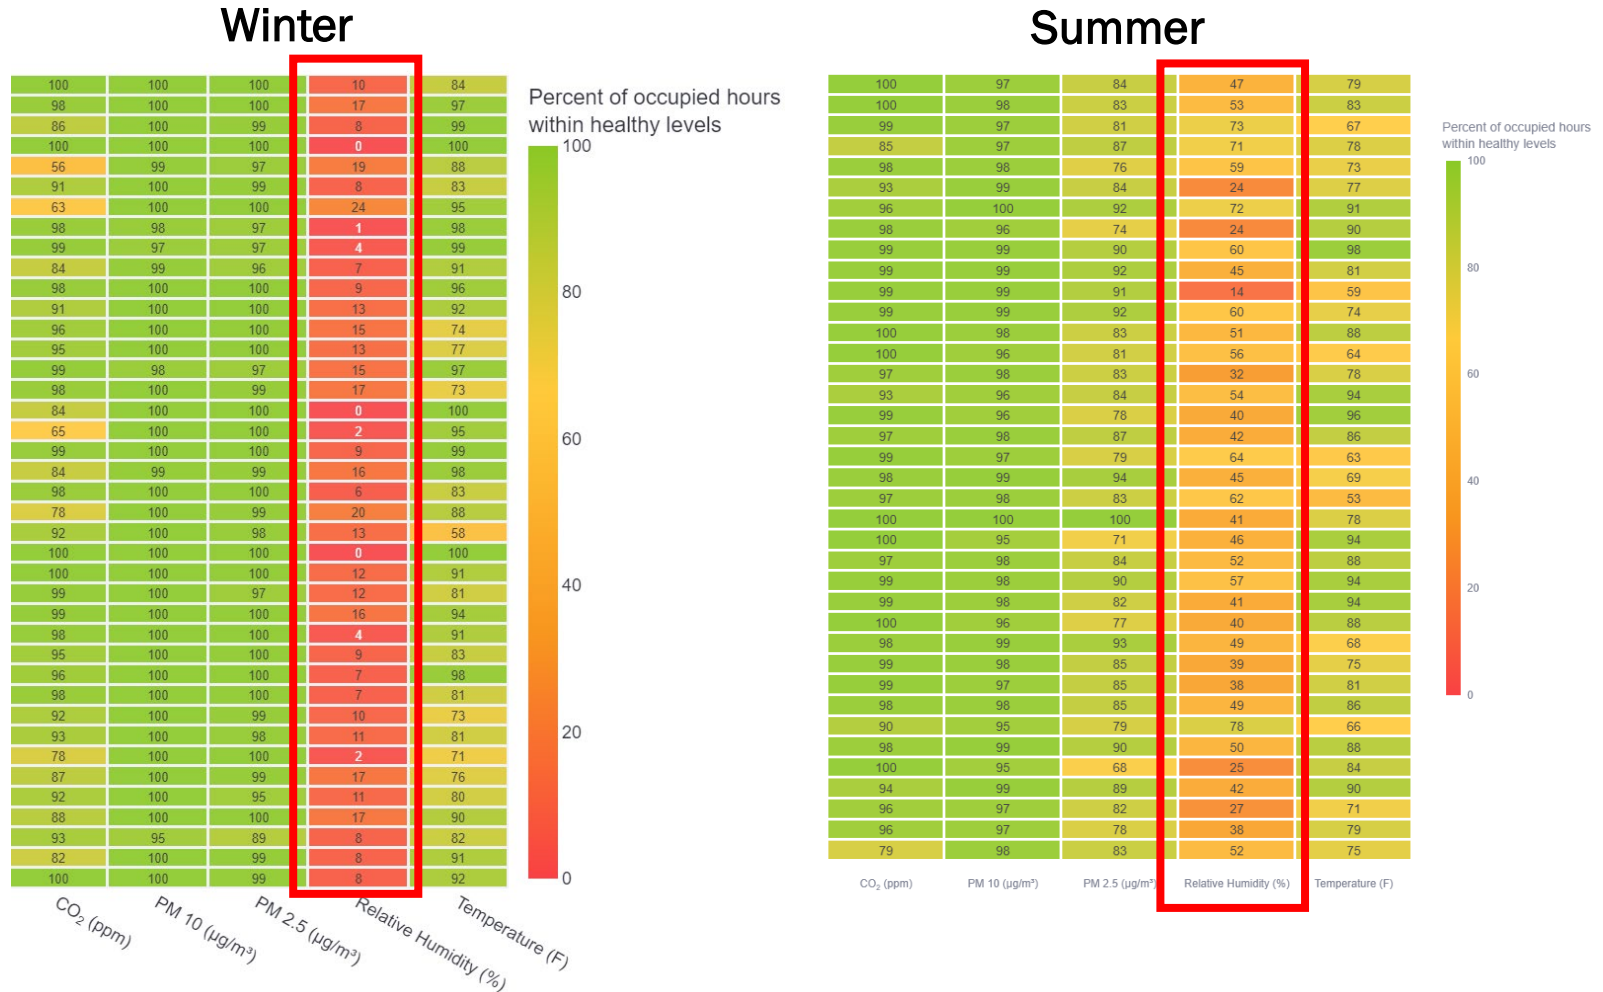 Winter
100 100 100 10 84
98 100 100 17 97
86 100 99 8 99
100 100 100 0 100
56 99 97 19 88
91 100 99 8 83
63 100 100 24 95
98 98 97 1 98
99 97 97 4 99
84 99 96 7 91
98 100 100 9 96
91 100 100 13 92
96 100 100 15 74
95 100 100 13 77
99 98 97 15 97
98 100 99 17 73
84 100 100 0 100
65 100 100 2 95
99 100 100 9 99
84 99 99 16 98
98 100 100 6 83
78 100 99 20 88
92 100 98 13 58
100 100 100 0 100
100 100 100 12 91
99 100 97 12 81
99 100 100 16 94
98 100 100 4 91
95 100 100 9 83
96 100 100 7 98
98 100 100 7 81
92 100 99 10 73
93 100 98 11 81
78 100 100 2 71
87 100 99 17 76
92 100 95 11 80
88 100 100 17 90
93 95 89 8 82
82 100 99 8 91
100 100 99 8 92
CO₂ (ppm) PM 10 (μg/m³) PM 2.5 (μg/m³) Relative Humidity (%) Temperature (F)
Percent of occupied hours
within healthy levels
100
80
60
40
20
0
Summer
100 97 84 47 79
100 98 83 53 83
99 97 81 73 67
85 97 87 71 78
98 98 76 59 73
93 99 84 24 77
96 100 92 72 91
98 96 74 24 90
99 99 90 60 98
99 99 92 45 81
99 99 91 14 59
99 99 92 60 74
100 98 83 51 88
100 96 81 56 64
97 98 83 32 78
93 96 84 54 94
99 96 78 40 96
97 98 87 42 86
99 97 79 64 63
98 99 94 45 69
97 98 83 62 53
100 100 100 41 78
100 95 71 46 94
97 98 84 52 88
99 98 90 57 94
99 98 82 41 94
100 96 77 40 88
98 99 93 49 68
99 98 85 39 75
99 97 85 38 81
98 98 85 49 86
90 95 79 78 66
98 99 90 50 88
100 95 68 25 84
94 99 89 42 90
96 97 82 27 71
96 97 78 38 79
79 98 83 52 75
CO₂ (ppm) PM 10 (μg/m³) PM 2.5 (μg/m³) Relative Humidity (%) Temperature (F)
Percent of occupied hours
within healthy levels
100
80
60
40
20
0